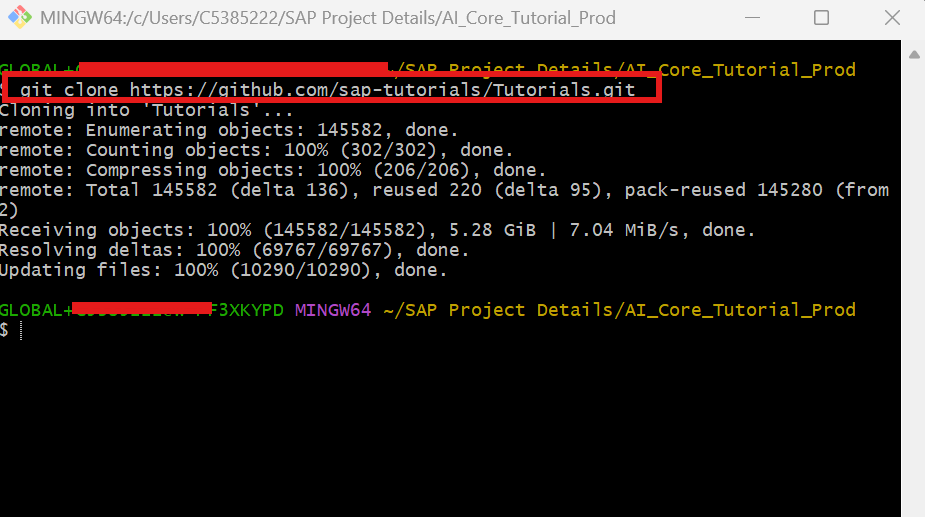 MINGW64:/c/Users/C5385222/SAP Project Details/AI_Core_Tutorial_Prod
/SAP Project Details/AI_Core_Tutorial_Prod
git clone https://github.com/sap-tutorials/Tutorials.git
Cloning into 'Tutorials'...
remote: Enumerating objects: 145582, done.
remote: Counting objects: 100% (302/302), done.
remote: Compressing objects: 100% (206/206), done.
remote: Total 145582 (delta 136), reused 220 (delta 95), pack-reused 145280 (from
2)
Receiving objects: 100% (145582/145582), 5.28 GiB | 7.04 MiB/s, done.
Resolving deltas: 100% (69767/69767), done.
Updating files: 100% (10290/10290), done.
GLOBAL+ F3XKYPD MINGW64 ~/SAP Project Details/AI_Core_Tutorial_Prod
$